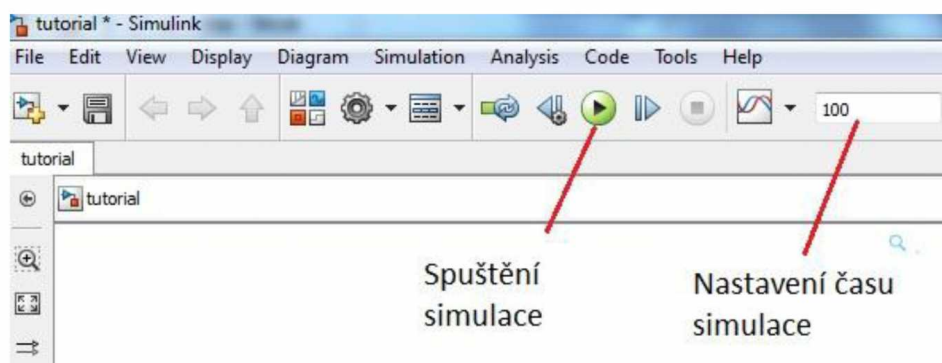 tutorial * - Simulink
File Edit View Display Diagram Simulation Analysis Code Tools Help
100
tutorial
tutorial
Spuštění
simulace
Nastavení času
simulace